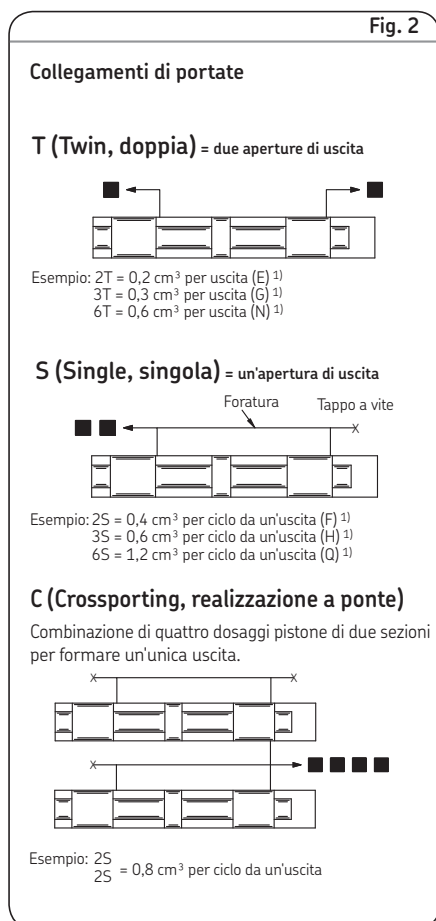 Fig. 2
Collegamenti di portate
T (Twin, doppia) = due aperture di uscita
Esempio: 2T = 0,2 cm³ per uscita (E) ¹⁾
3T = 0,3 cm³ per uscita (G) ¹⁾
6T = 0,6 cm³ per uscita (N) ¹⁾
S (Single, singola) = un'apertura di uscita
Foratura Tappo a vite
Esempio: 2S = 0,4 cm³ per ciclo da un'uscita (F) ¹⁾
3S = 0,6 cm³ per ciclo da un'uscita (H) ¹⁾
6S = 1,2 cm³ per ciclo da un'uscita (Q) ¹⁾
C (Crossporting, realizzazione a ponte)
Combinazione di quattro dosaggi pistone di due sezioni
per formare un'unica uscita.
Esempio: 2S
2S = 0,8 cm³ per ciclo da un'uscita